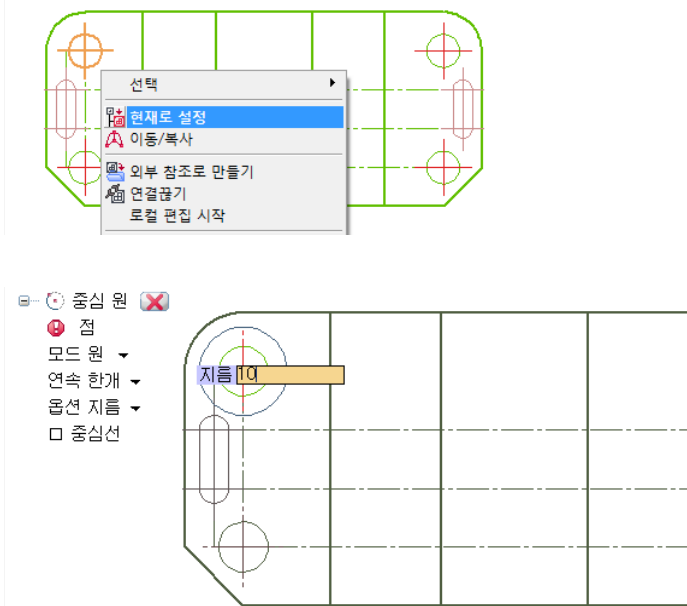 선택
현재로 설정
이동/복사
외부 참조로 만들기
연결끊기
로컬 편집 시작
중심 원
점
모드 원
연속 한개
옵션 지름
중심선
지름 10